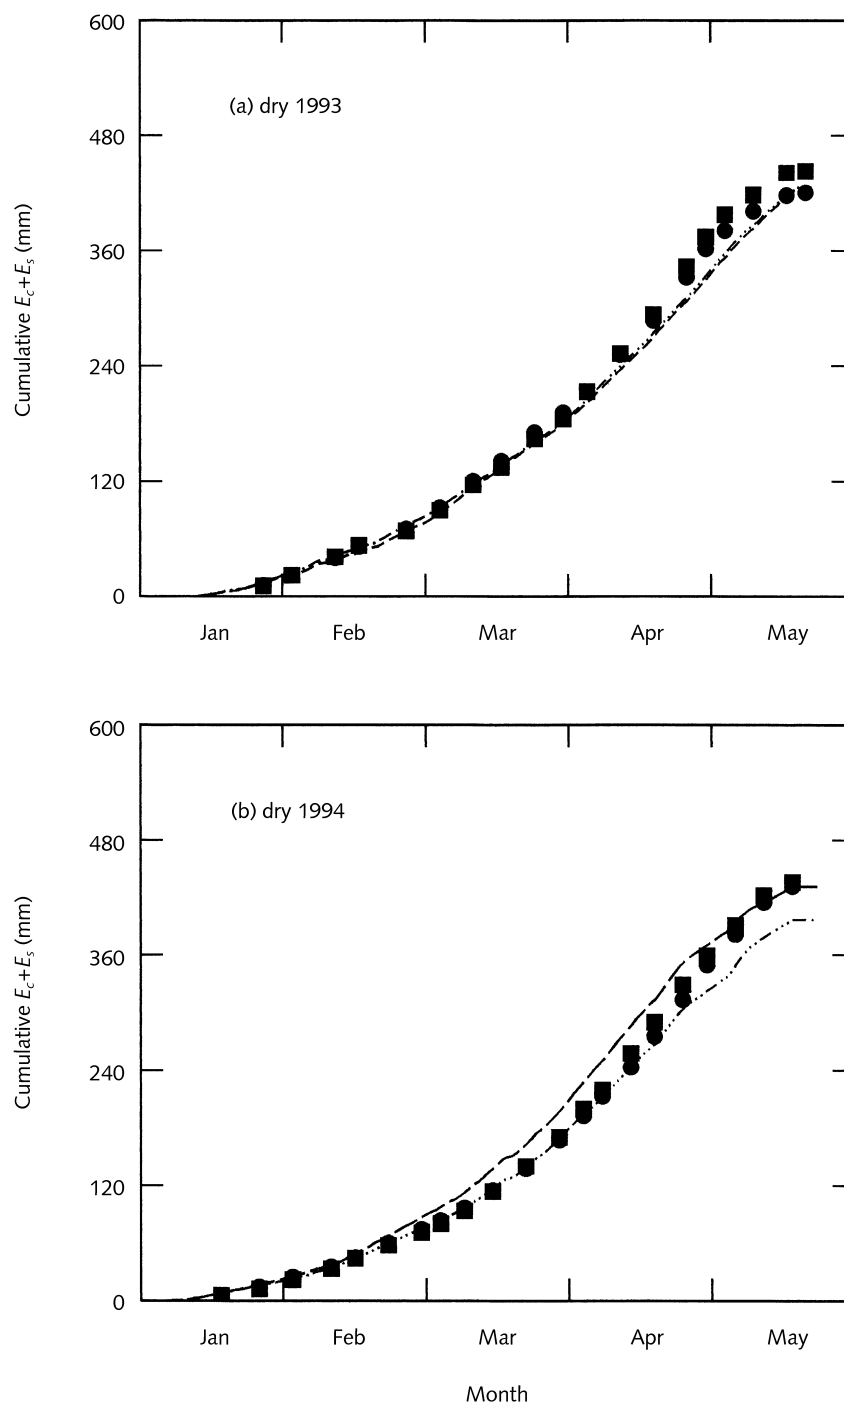 600
(a) dry 1993
480
360
240
120
0
Cumulative Ec+Es (mm)
Jan Feb Mar Apr May
600
(b) dry 1994
480
360
240
120
0
Cumulative Ec+Es (mm)
Jan Feb Mar Apr May
Month